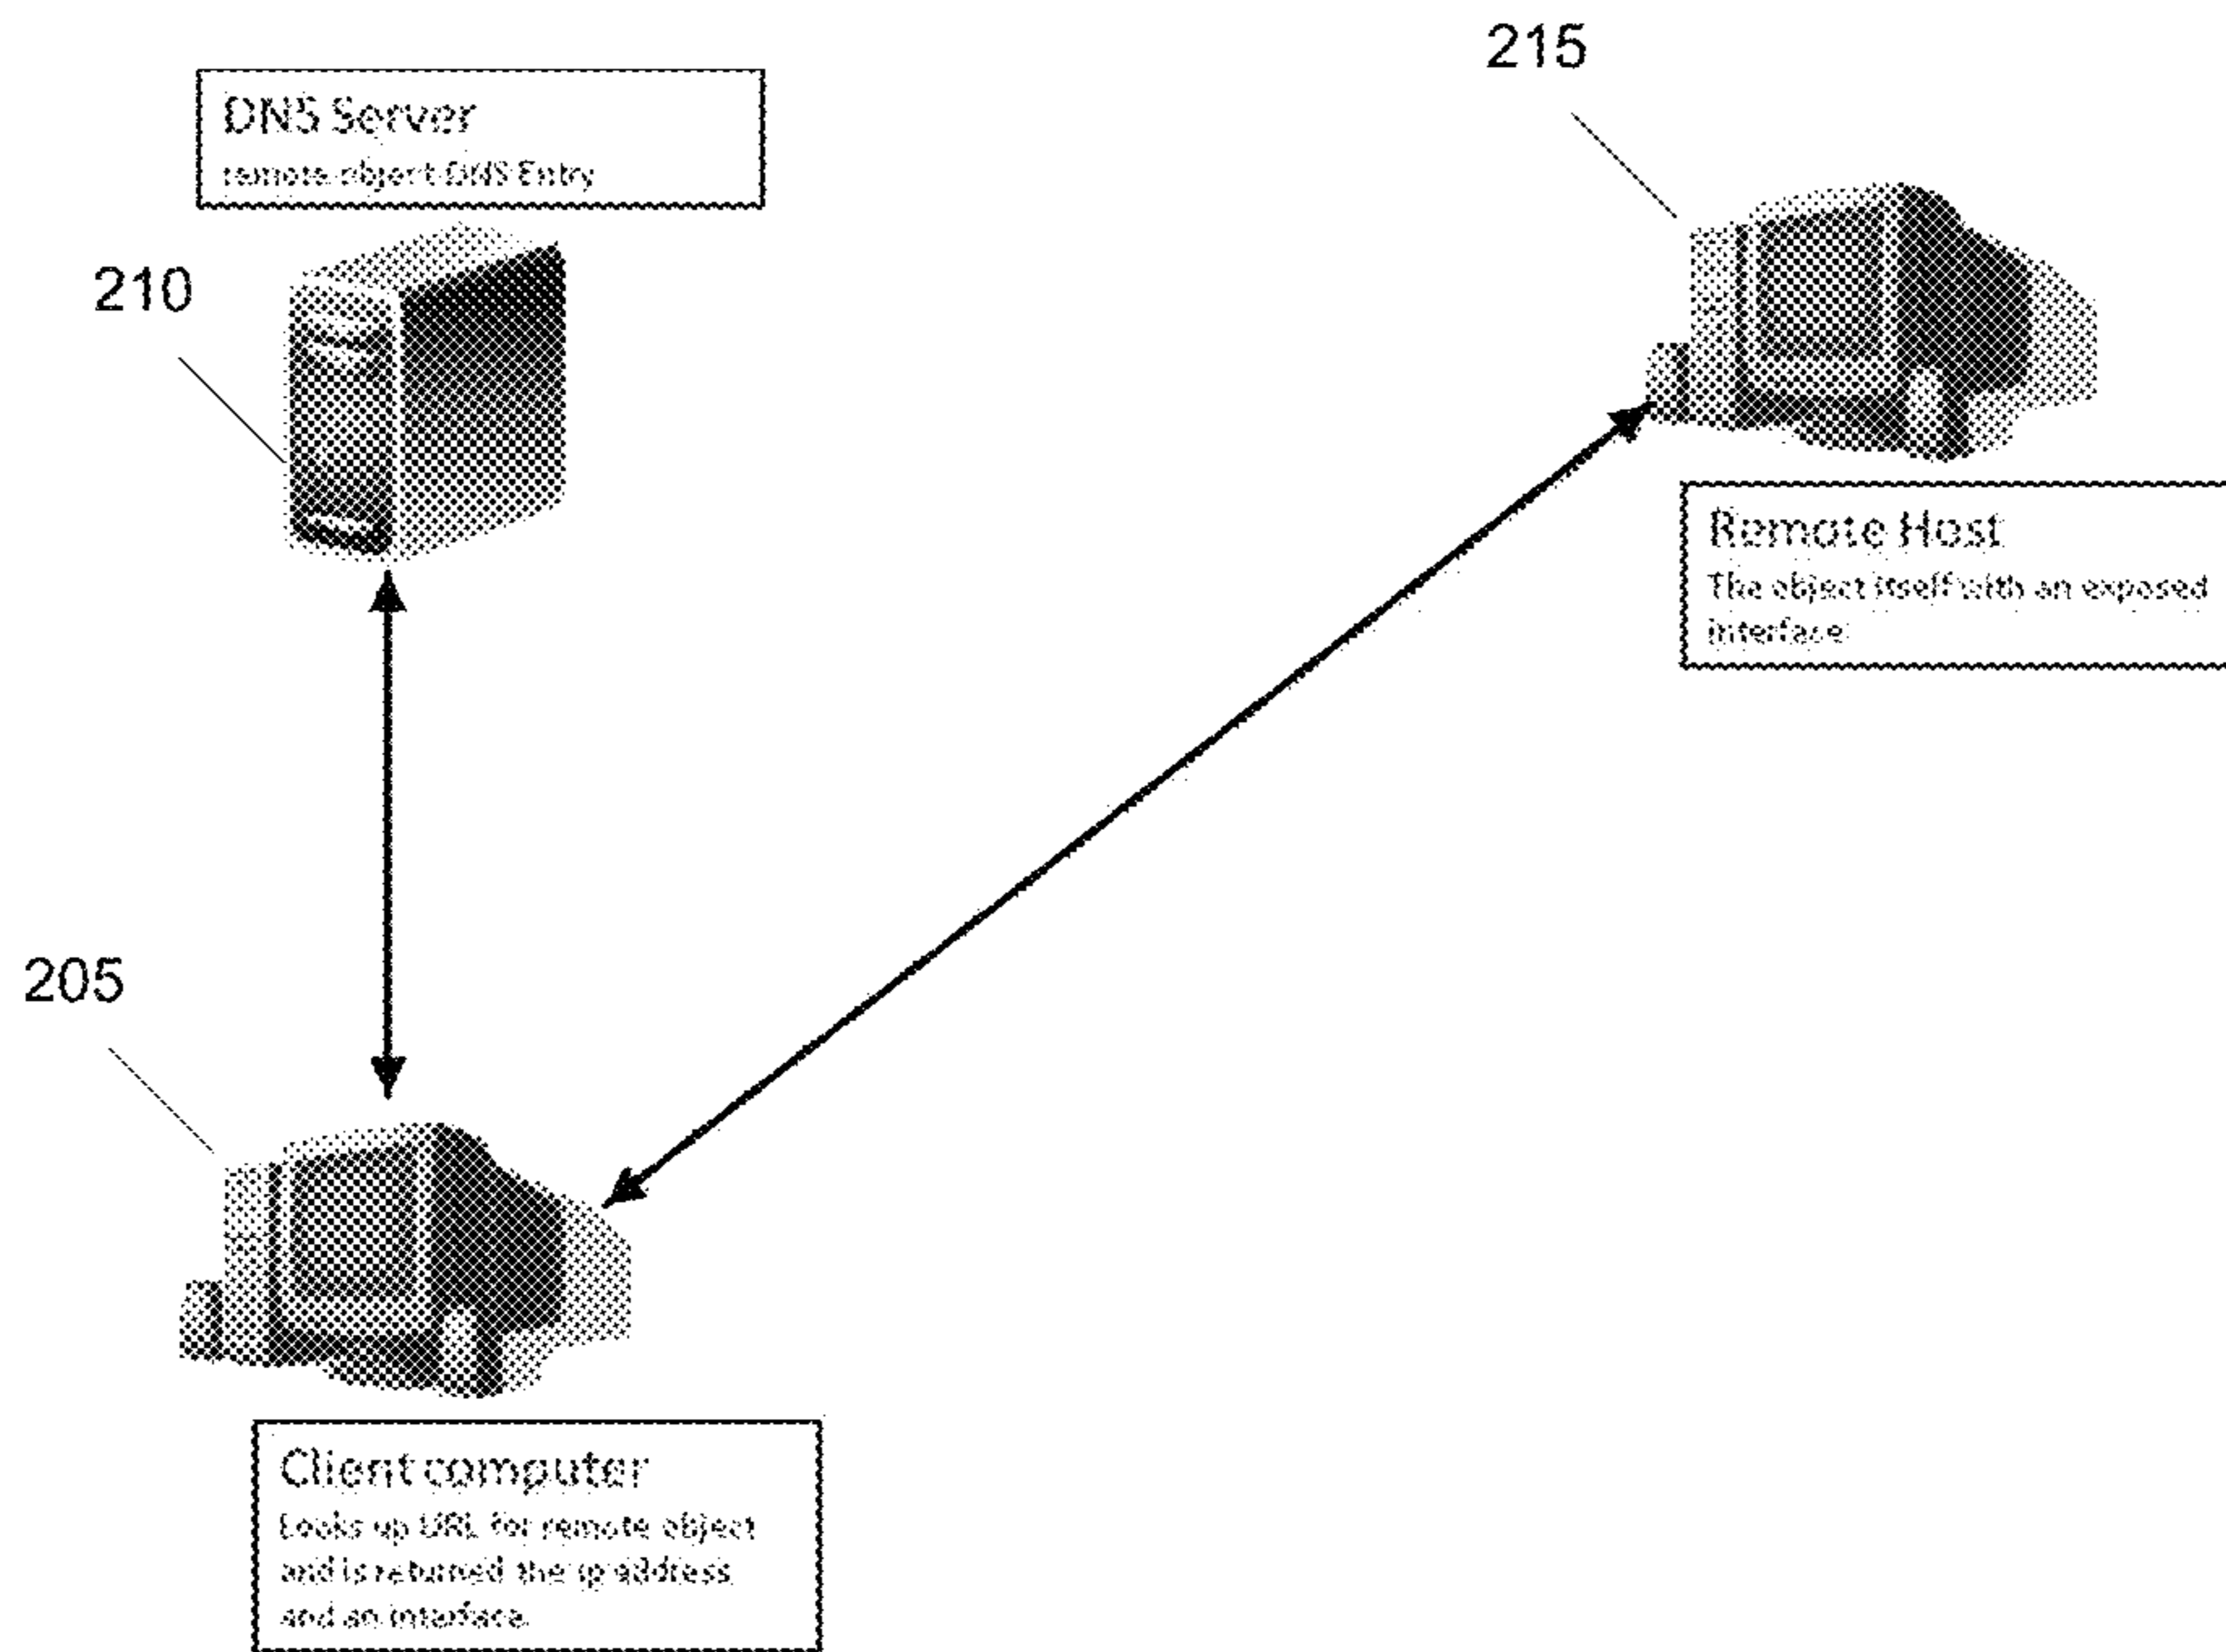 215
DNS Server
remote object DNS Entry
210
Remote Host
The object itself with an exposed
interface
205
Client computer
Looks up URL for remote object
and is returned the ip address
and an interface.